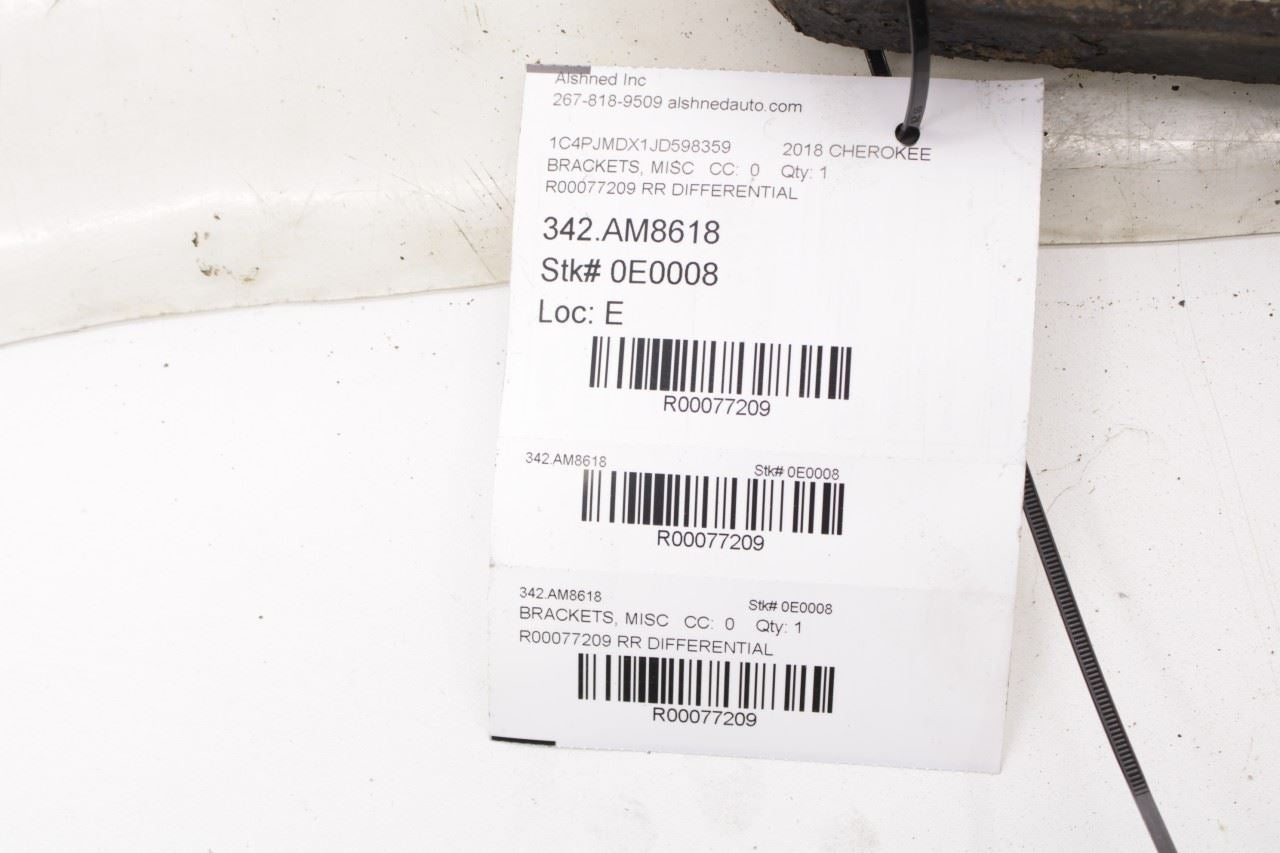 Alshned Inc
267-818-9509 alshnedauto.com
1C4PJMDX1JD598359 2018 CHEROKEE
BRACKETS, MISC CC: 0 Qty: 1
R00077209 RR DIFFERENTIAL
342.AM8618
Stk# 0E0008
Loc: E
R00077209
342.AM8618 Stk# 0E0008
R00077209
342.AM8618 Stk# 0E0008
BRACKETS, MISC CC: 0 Qty: 1
R00077209 RR DIFFERENTIAL
R00077209